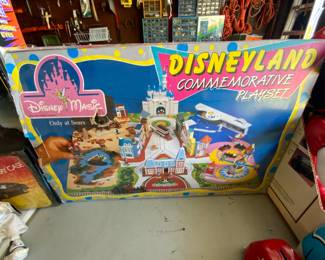 DISNEYLAND
COMMEMORATIVE
PLAYSET
DISNEY MAGIC
Only at Sears